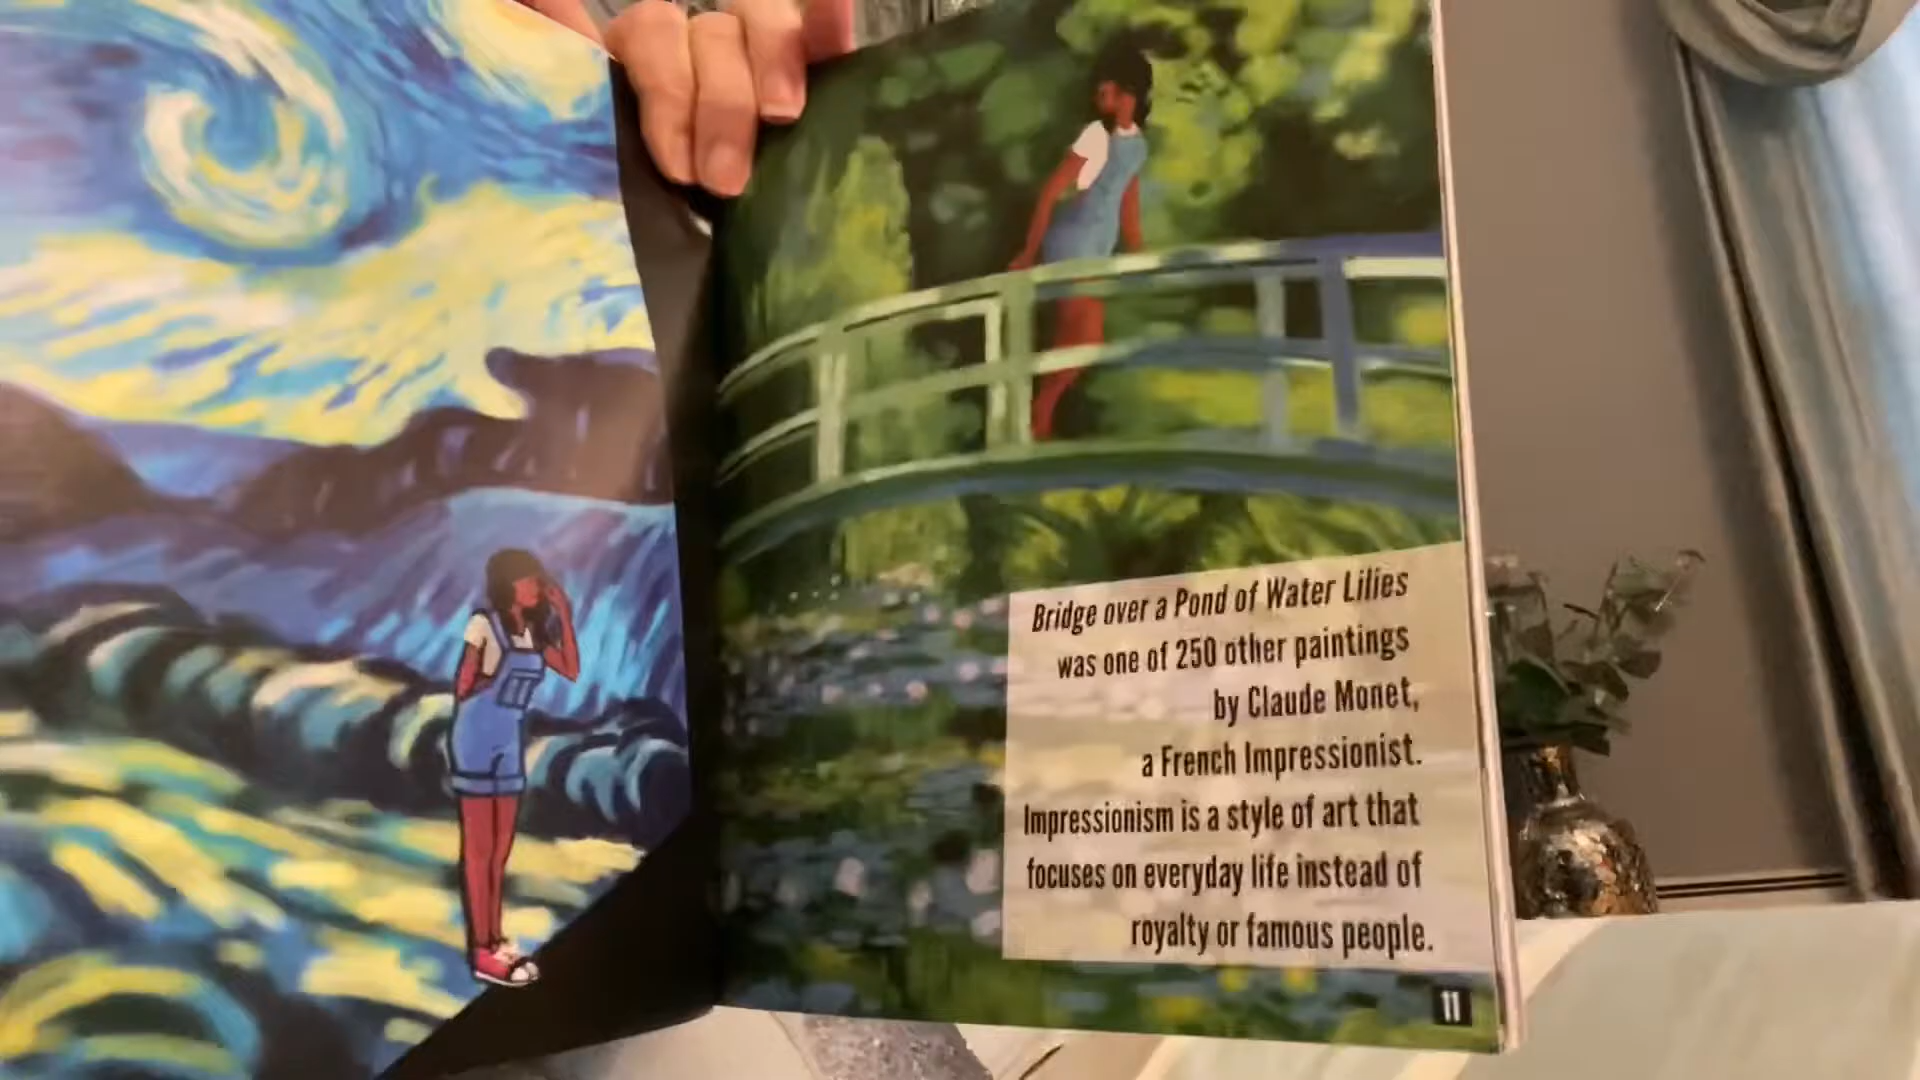 Bridge over a Pond of Water Lilies
was one of 250 other paintings
by Claude Monet,
a French Impressionist.
Impressionism is a style of art that
focuses on everyday life instead of
royalty or famous people.
11